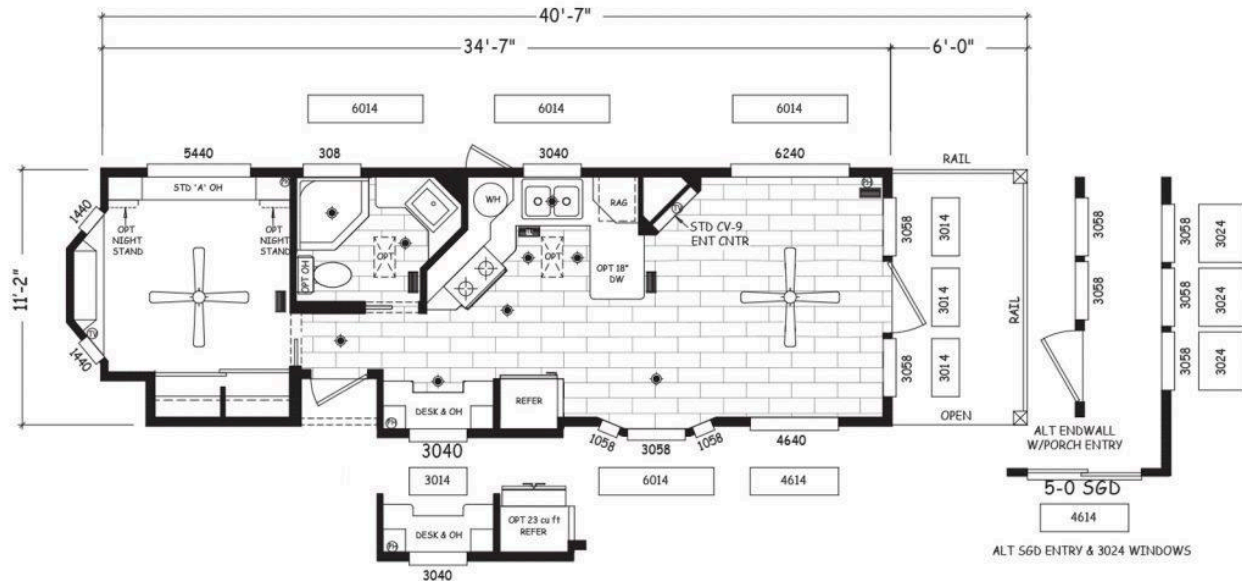 40'-7"
34'-7"
6'-0"
6014
6014
6014
5440
308
3040
6240
RAIL
STD 'A' OH
1440
OPT
NIGHT
STAND
OPT
NIGHT
STAND
WH
RAG
STD CV-9
ENT CNTR
3058
3014
3058
3058
3024
11'-2"
OPT OH
OPT
OPT
OPT 18"
DW
3014
RAIL
3058
3058
3024
1440
3058
3014
3058
3024
DESK & OH
REFER
OPEN
3040
1058
3058
1058
4640
ALT ENDWALL
W/PORCH ENTRY
3014
6014
4614
5-0 SGD
DESK & OH
OPT 23 cu ft
REFER
4614
3040
ALT SGD ENTRY & 3024 WINDOWS